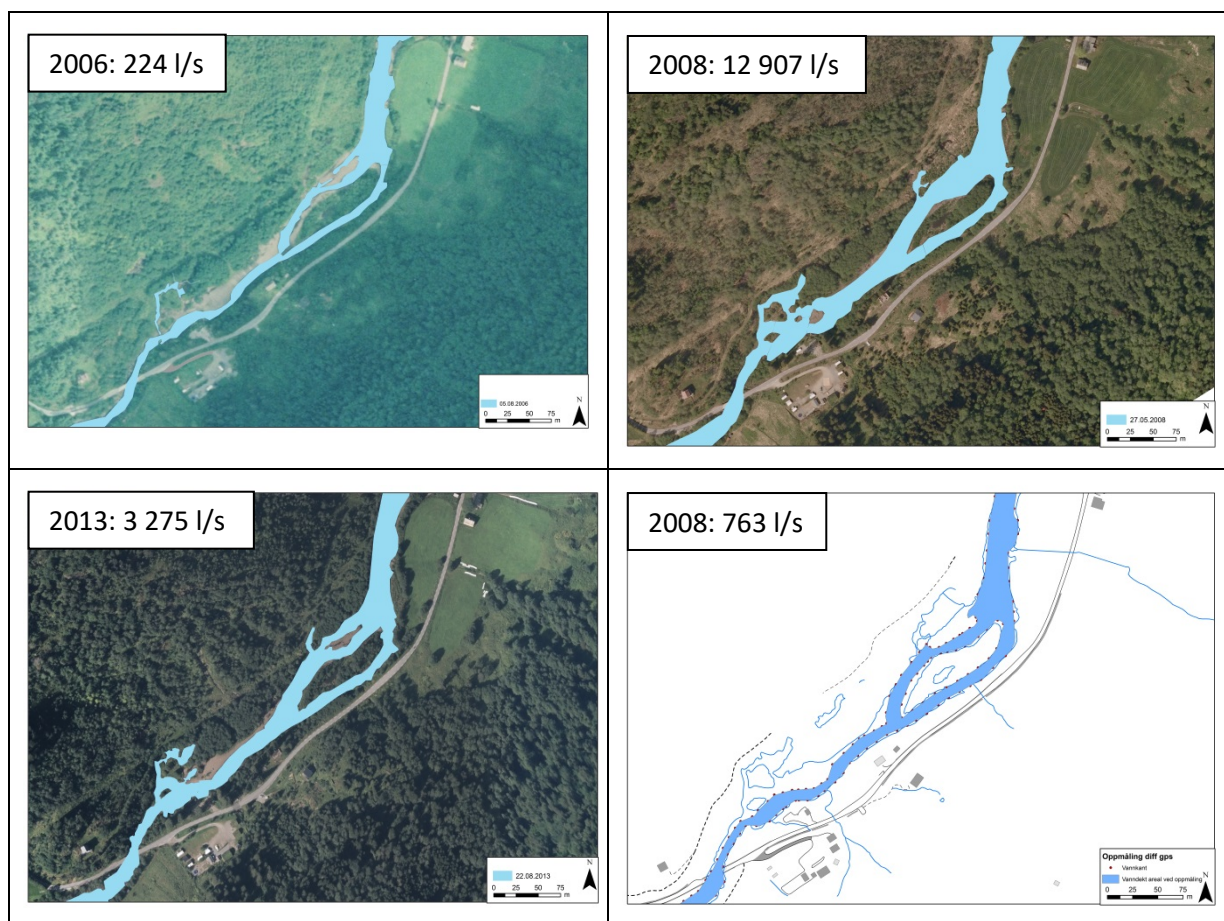 2006: 224 l/s
N
05.08.2006
0 25 50 75
m
2008: 12 907 l/s
N
27.05.2008
0 25 50 75
m
2013: 3 275 l/s
N
22.08.2013
0 25 50 75
m
2008: 763 l/s
Oppmåling diff gps
Vannkant
Vanndekt areal ved oppmåling
N
0 25 50 75
m